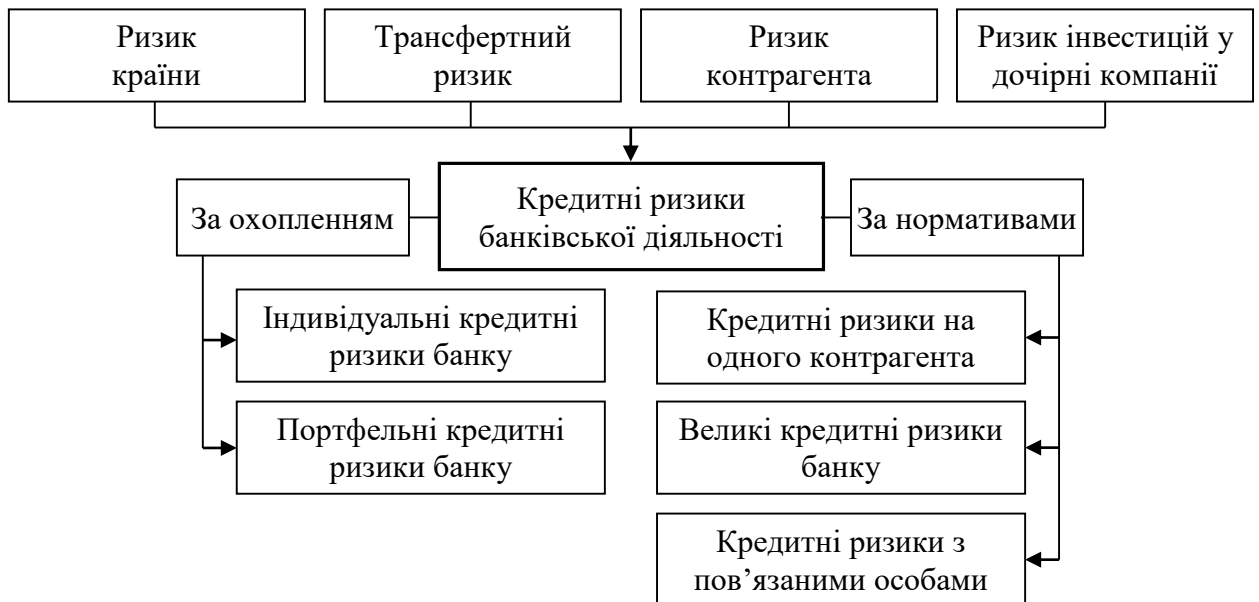 Ризик
країни
Трансфертний
ризик
Ризик
контрагента
Ризик інвестицій у
дочірні компанії
Кредитні ризики
банківської діяльності
За охопленням
За нормативами
Індивідуальні кредитні
ризики банку
Портфельні кредитні
ризики банку
Кредитні ризики на
одного контрагента
Великі кредитні ризики
банку
Кредитні ризики з
пов’язаними особами